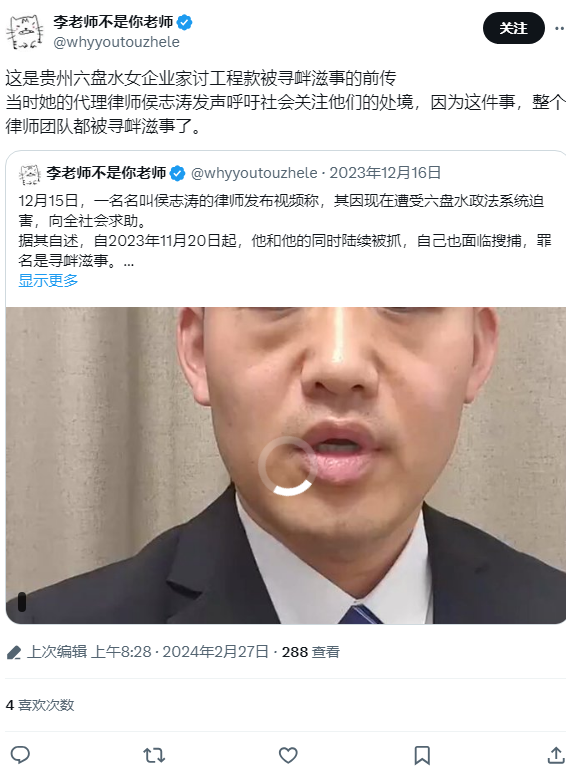 李老师不是你老师
@whyyoutouzhele
关注
这是贵州六盘水女企业家讨工程款被寻衅滋事的前传
当时她的代理律师侯志涛发声呼吁社会关注他们的处境，因为这件事，整个
律师团队都被寻衅滋事了。
李老师不是你老师 @whyyoutouzhele · 2023年12月16日
12月15日，一名名叫侯志涛的律师发布视频称，其因现在遭受六盘水政法系统迫
害，向全社会求助。
据其自述，自2023年11月20日起，他和他的同时陆续被抓，自己也面临搜捕，罪
名是寻衅滋事。...
显示更多
上次编辑 上午8:28 · 2024年2月27日 · 288 查看
4 喜欢次数